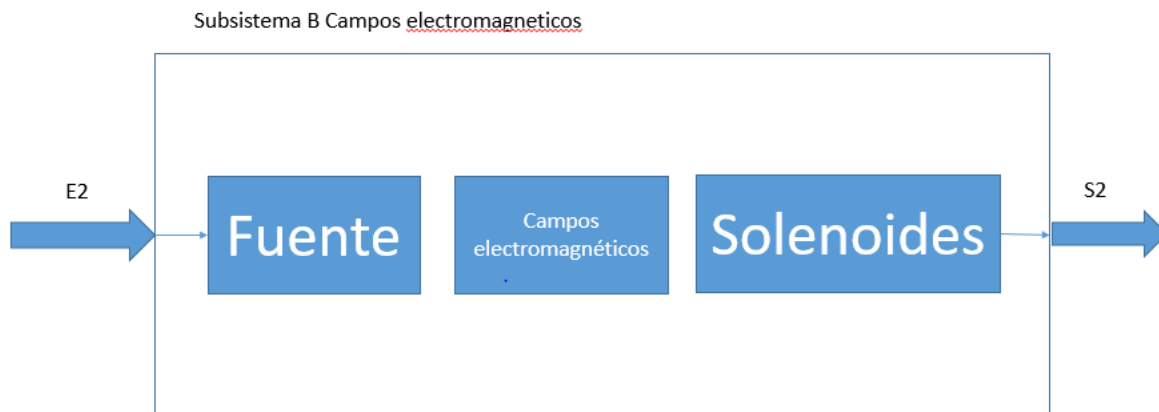 Subsistema B Campos electromagneticos
E2
Fuente
Campos
electromagnéticos
Solenoides
S2